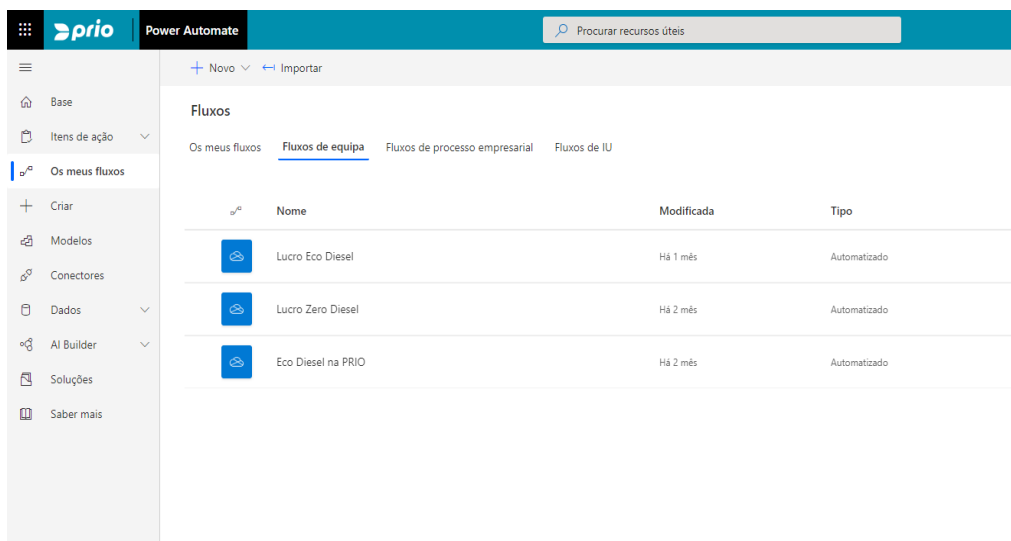 prio Power Automate Procurar recursos úteis
Novo Importar
Base
Itens de ação
Os meus fluxos
Criar
Modelos
Conectores
Dados
AI Builder
Soluções
Saber mais
Fluxos
Os meus fluxos Fluxos de equipa Fluxos de processo empresarial Fluxos de IU
Nome Modificada Tipo
Lucro Eco Diesel Há 1 mês Automatizado
Lucro Zero Diesel Há 2 mês Automatizado
Eco Diesel na PRIO Há 2 mês Automatizado